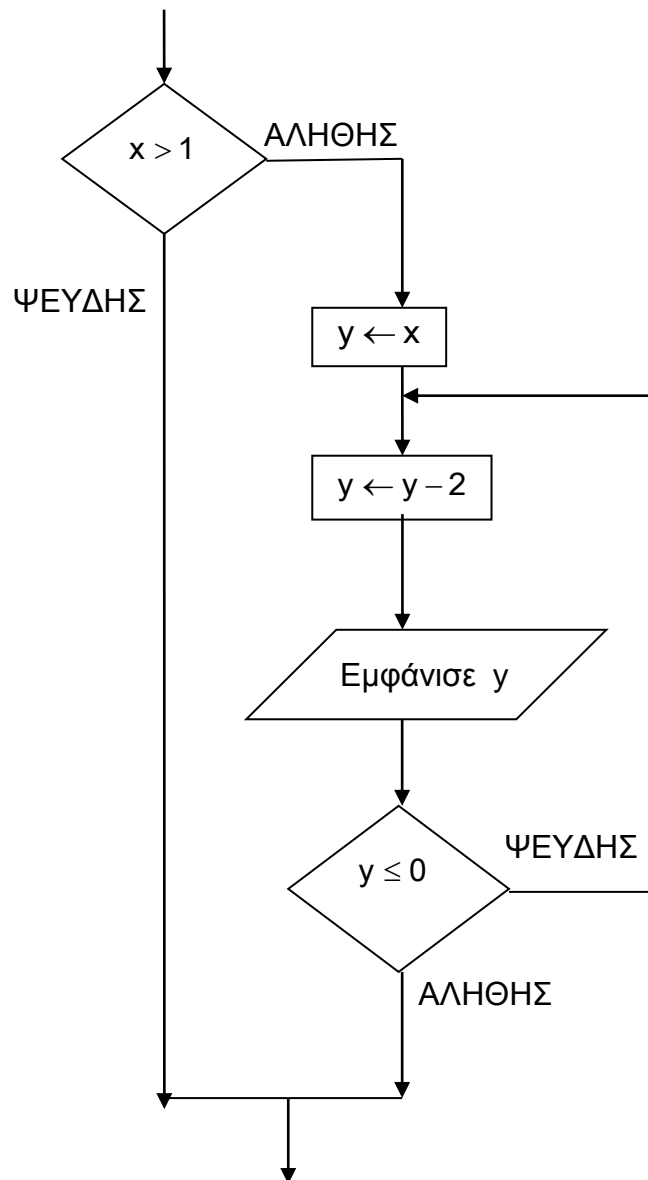 x > 1
ΑΛΗΘΗΣ
ΨΕΥΔΗΣ
y ← x
y ← y − 2
Εμφάνισε y
y ≤ 0
ΨΕΥΔΗΣ
ΑΛΗΘΗΣ